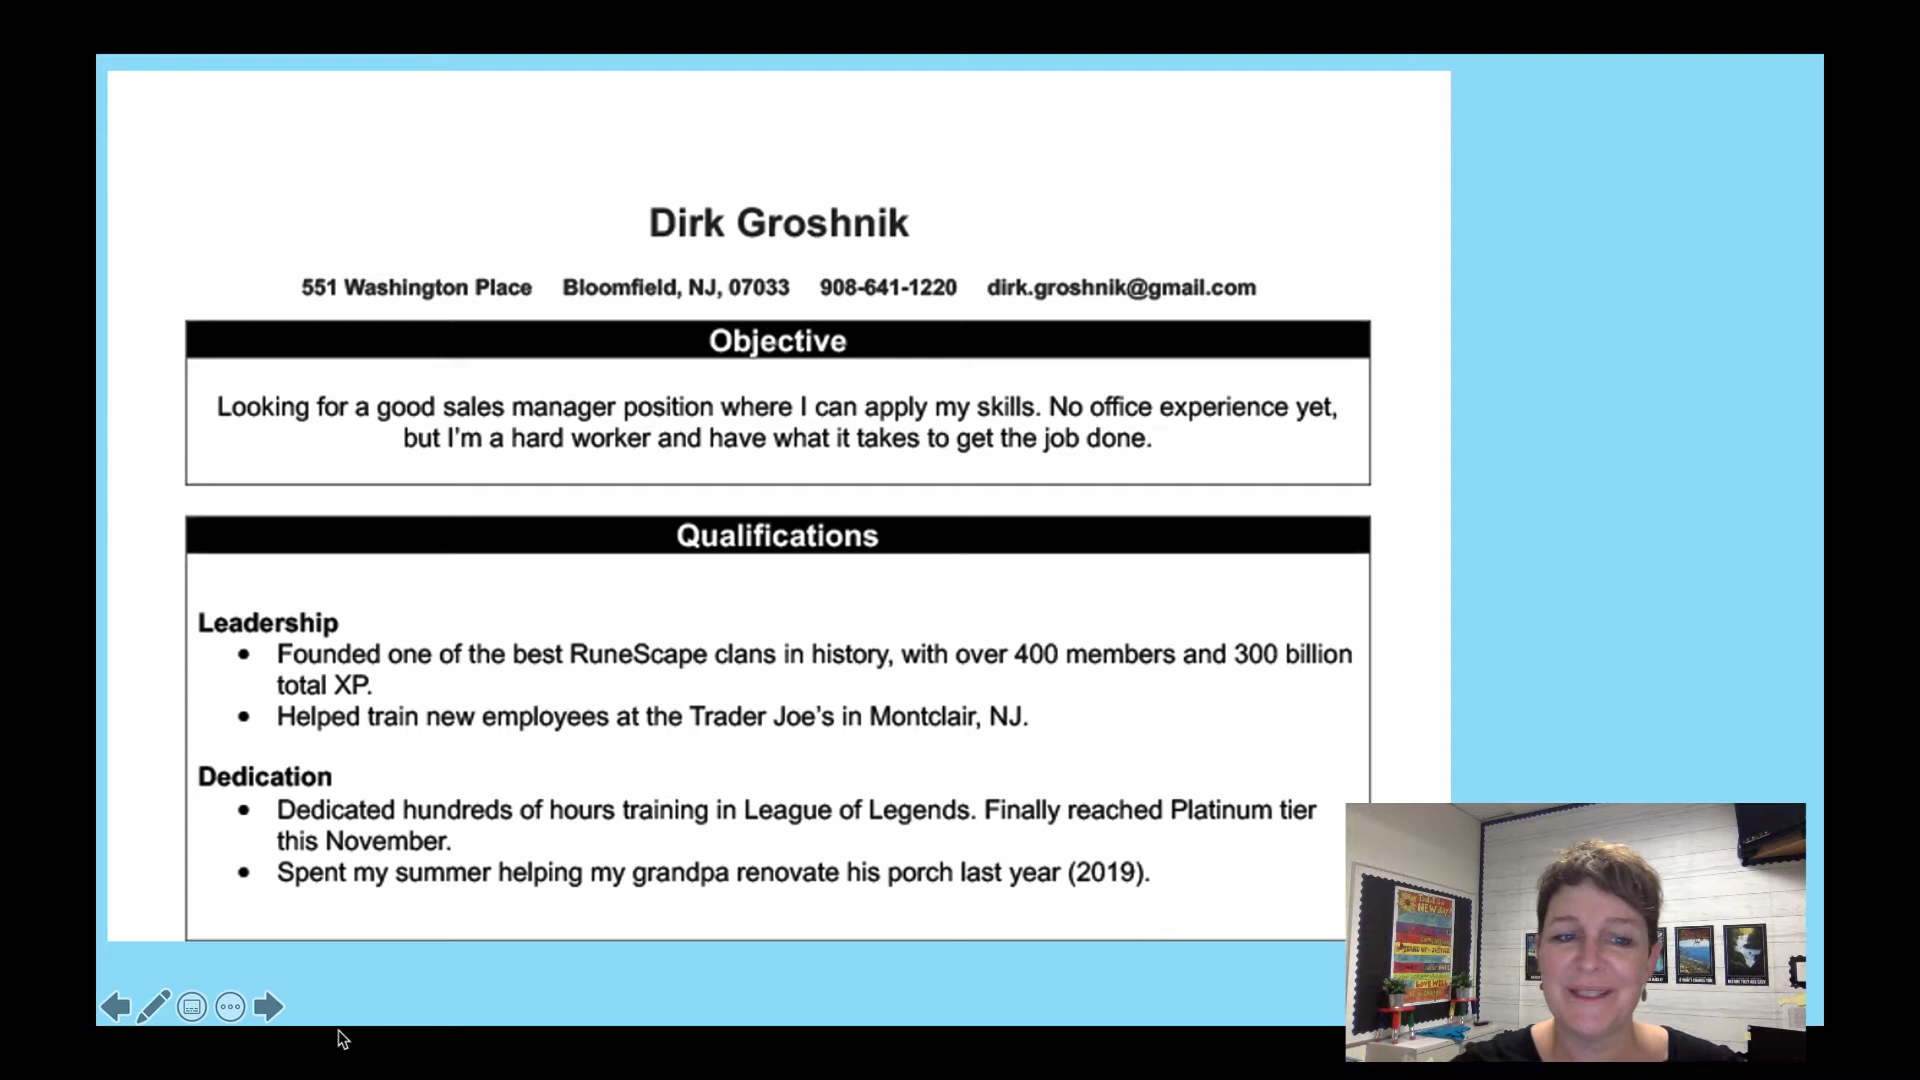 Dirk Groshnik
551 Washington Place Bloomfield, NJ, 07033 908-641-1220 dirk.groshnik@gmail.com
Objective
Looking for a good sales manager position where I can apply my skills. No office experience yet,
but I'm a hard worker and have what it takes to get the job done.
Qualifications
Leadership
• Founded one of the best RuneScape clans in history, with over 400 members and 300 billion
total XP.
• Helped train new employees at the Trader Joe's in Montclair, NJ.
Dedication
• Dedicated hundreds of hours training in League of Legends. Finally reached Platinum tier
this November.
• Spent my summer helping my grandpa renovate his porch last year (2019).
NEW day!